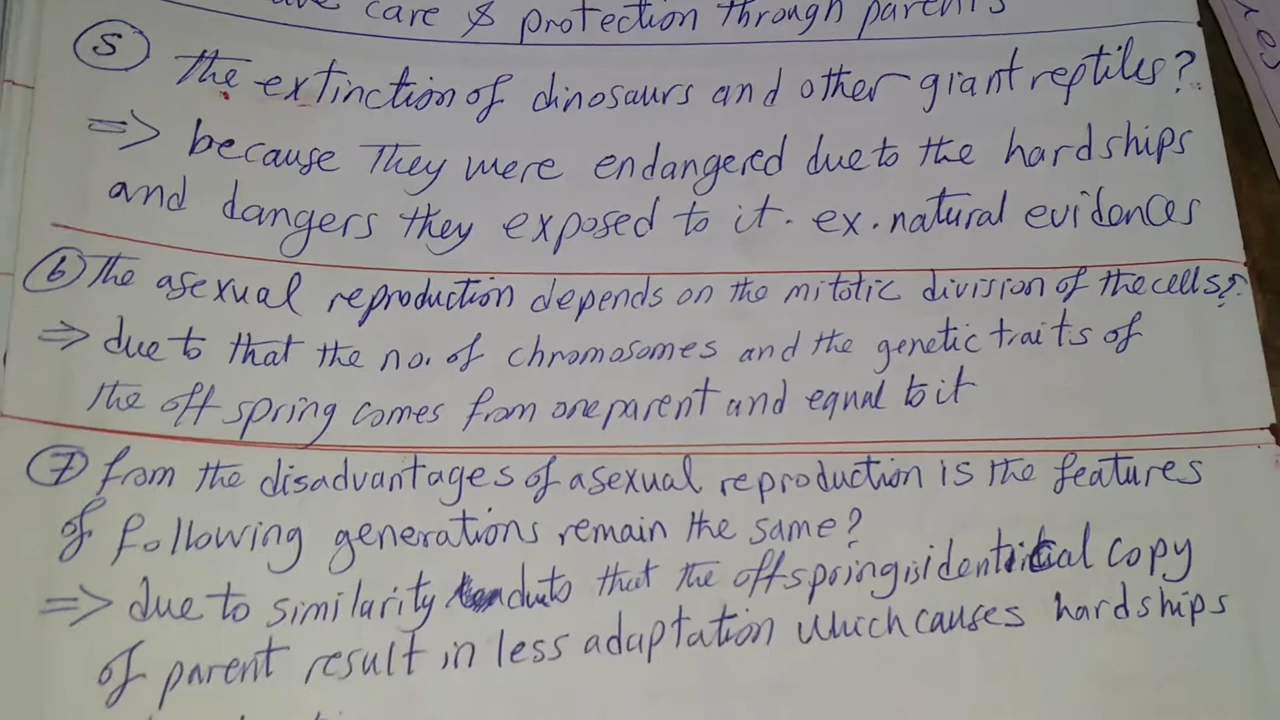 care & protection through parents
5 The extinction of dinosaurs and other giant reptiles?
=> because They were endangered due to the hardships
and dangers they exposed to it. ex. natural evidences
6 The asexual reproduction depends on the mitotic division of the cells?
=> due to that the no. of chromosomes and the genetic traits of
the off spring comes from one parent and equal to it
7 from the disadvantages of asexual reproduction is the features
of following generations remain the same?
=> due to similarity that the offspring is identical copy
of parent result in less adaptation which causes hardships